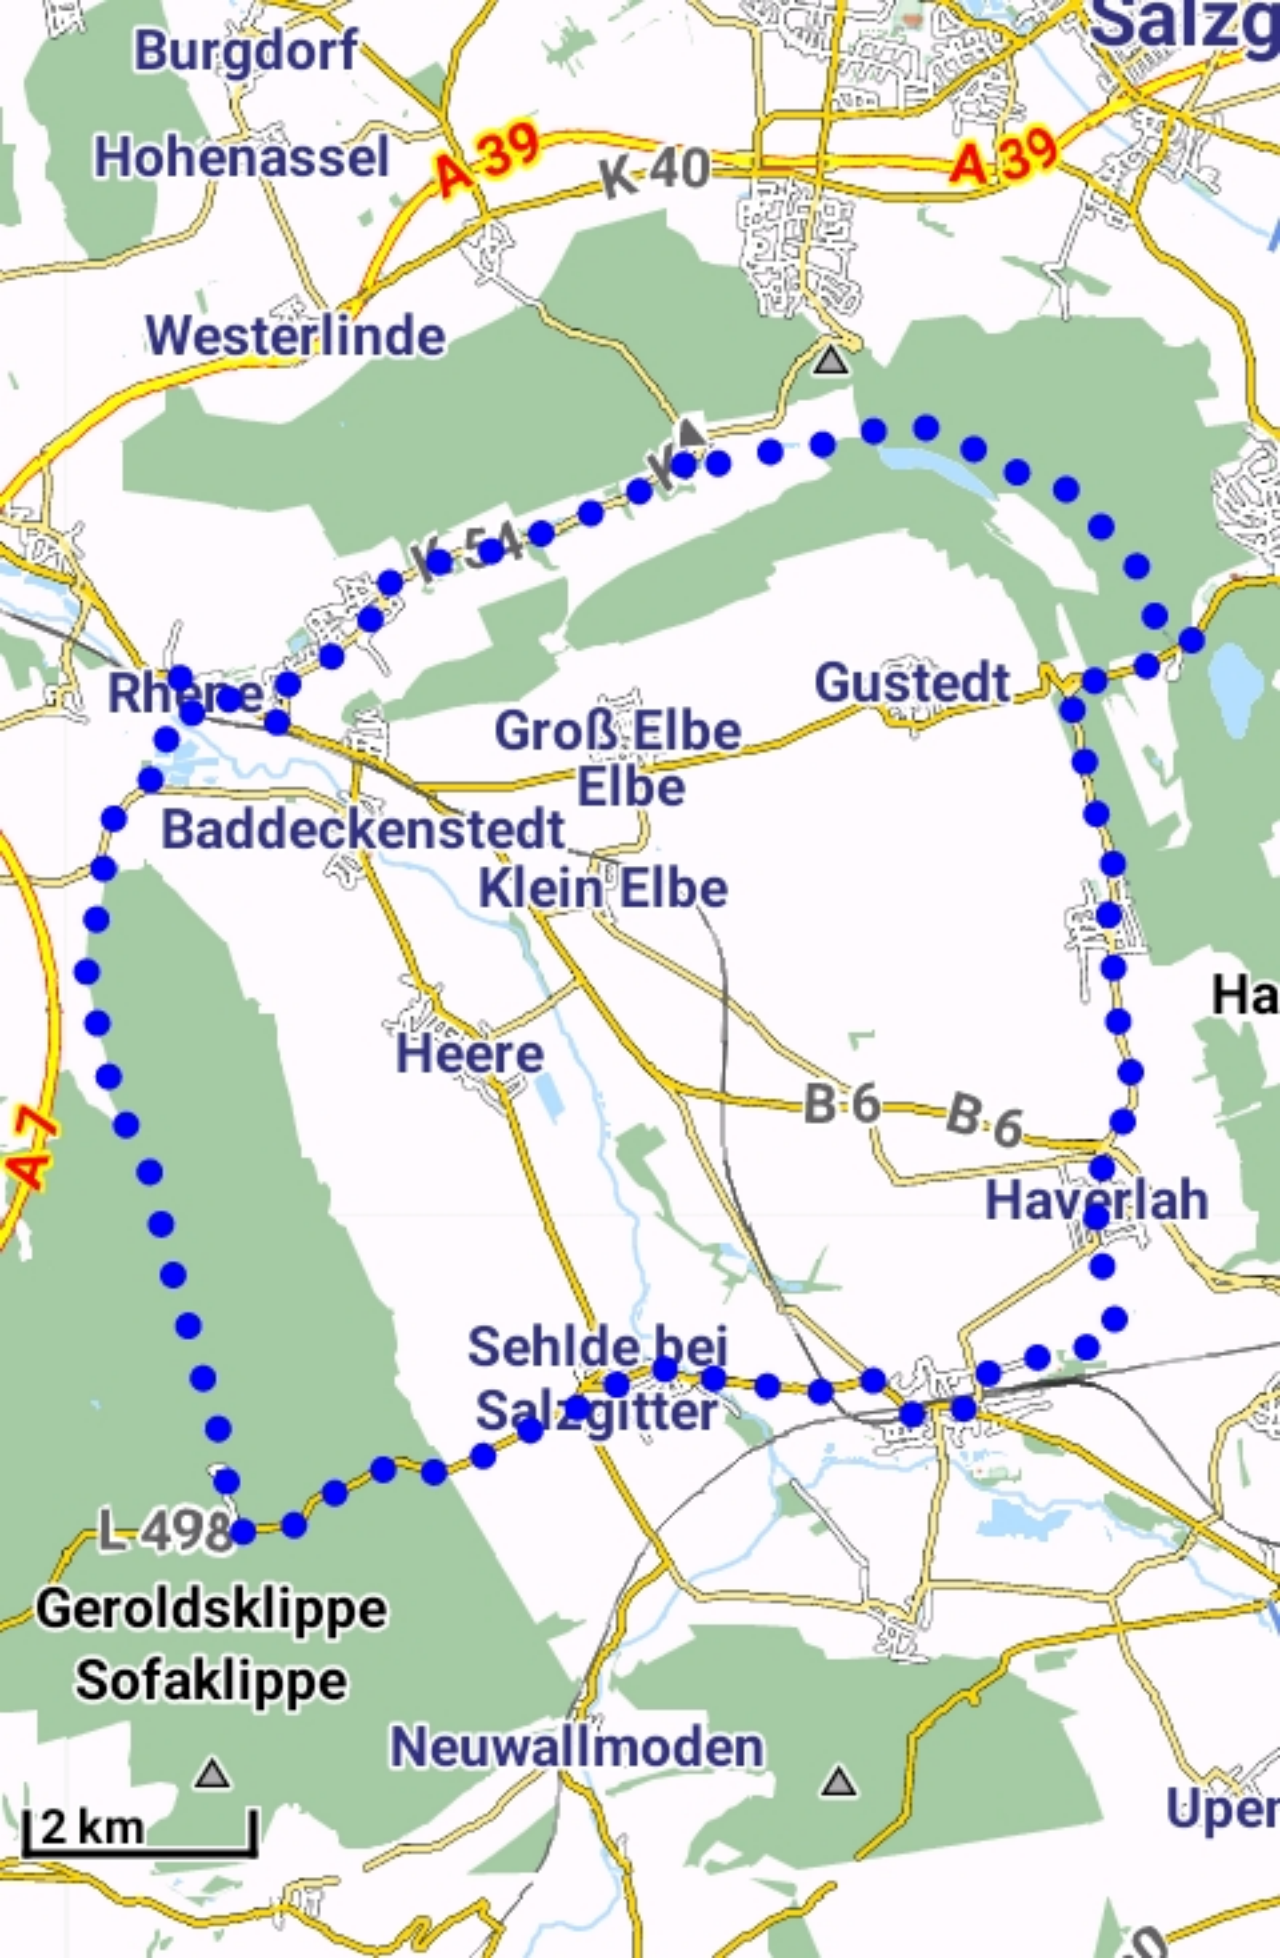 Salzg
Burgdorf
Hohenassel
A 39
K 40
A 39
Westerlinde
K 54
Rhene
Gustedt
Groß Elbe
Elbe
Baddeckenstedt
Klein Elbe
Ha
Heere
B 6
B 6
A 7
Haverlah
Sehlde bei
Salzgitter
L 498
Geroldsklippe
Sofaklippe
Neuwallmoden
Uper
2 km